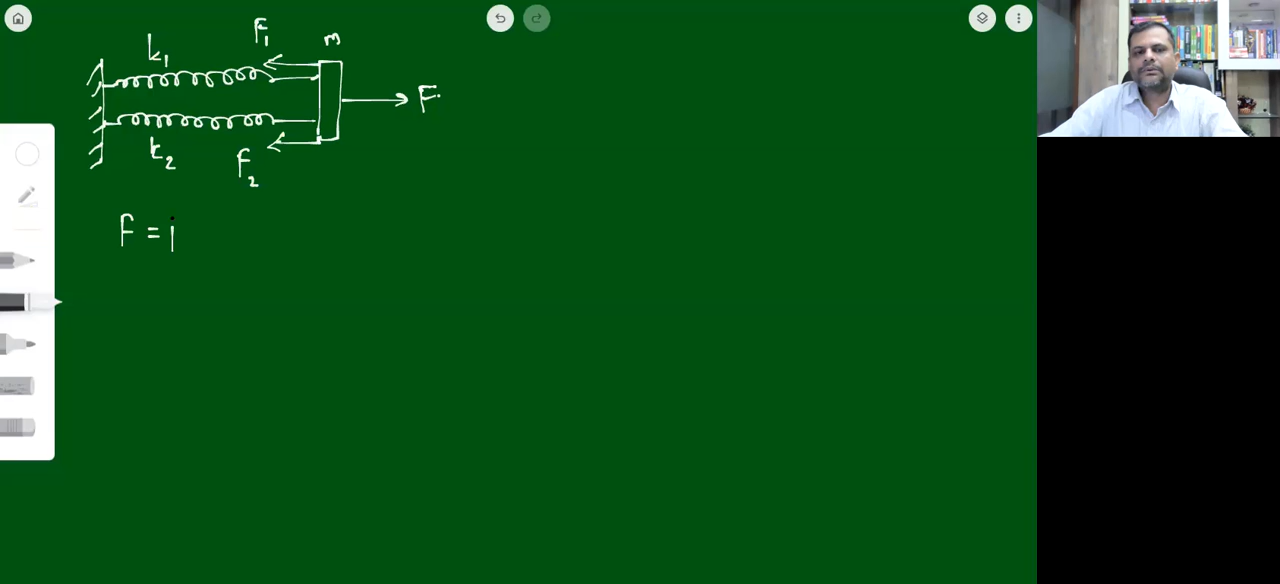 k₁ F₁ m
F
k₂ F₂
F =